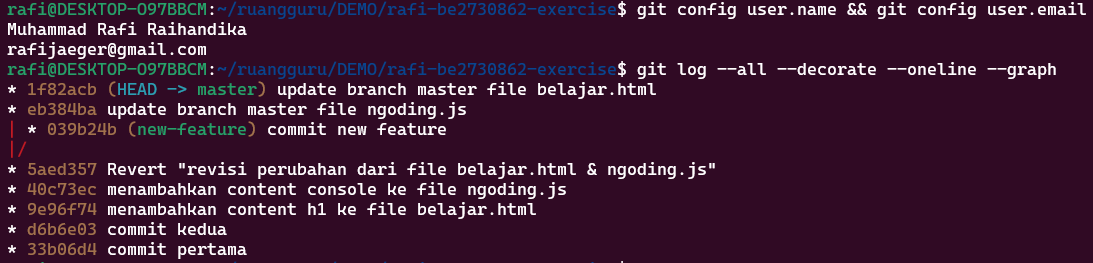 rafi@DESKTOP-O97BBCM:~/ruangguru/DEMO/rafi-be2730862-exercise$ git config user.name && git config user.email
Muhammad Rafi Raihandika
rafijaeger@gmail.com
rafi@DESKTOP-O97BBCM:~/ruangguru/DEMO/rafi-be2730862-exercise$ git log --all --decorate --oneline --graph
* 1f82acb (HEAD -> master) update branch master file belajar.html
* eb384ba update branch master file ngoding.js
| * 039b24b (new-feature) commit new feature
|/
* 5aed357 Revert "revisi perubahan dari file belajar.html & ngoding.js"
* 40c73ec menambahkan content console ke file ngoding.js
* 9e96f74 menambahkan content h1 ke file belajar.html
* d6b6e03 commit kedua
* 33b06d4 commit pertama